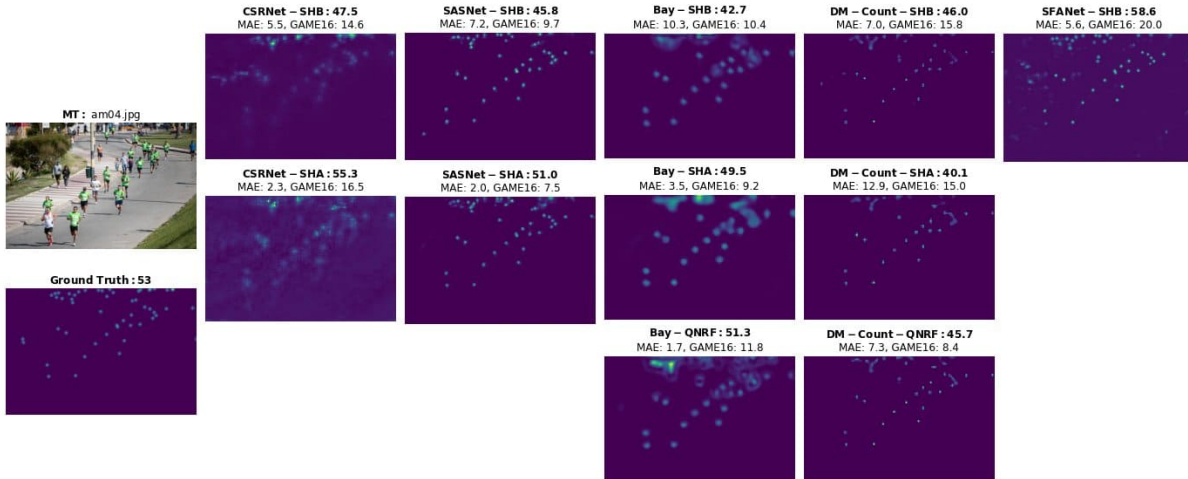 MT: am04.jpg
Ground Truth: 53
CSRNet − SHB: 47.5
MAE: 5.5, GAME16: 14.6
SASNet − SHB: 45.8
MAE: 7.2, GAME16: 9.7
Bay − SHB: 42.7
MAE: 10.3, GAME16: 10.4
DM − Count − SHB: 46.0
MAE: 7.0, GAME16: 15.8
SFANet − SHB: 58.6
MAE: 5.6, GAME16: 20.0
CSRNet − SHA: 55.3
MAE: 2.3, GAME16: 16.5
SASNet − SHA: 51.0
MAE: 2.0, GAME16: 7.5
Bay − SHA: 49.5
MAE: 3.5, GAME16: 9.2
DM − Count − SHA: 40.1
MAE: 12.9, GAME16: 15.0
Bay − QNRF: 51.3
MAE: 1.7, GAME16: 11.8
DM − Count − QNRF: 45.7
MAE: 7.3, GAME16: 8.4